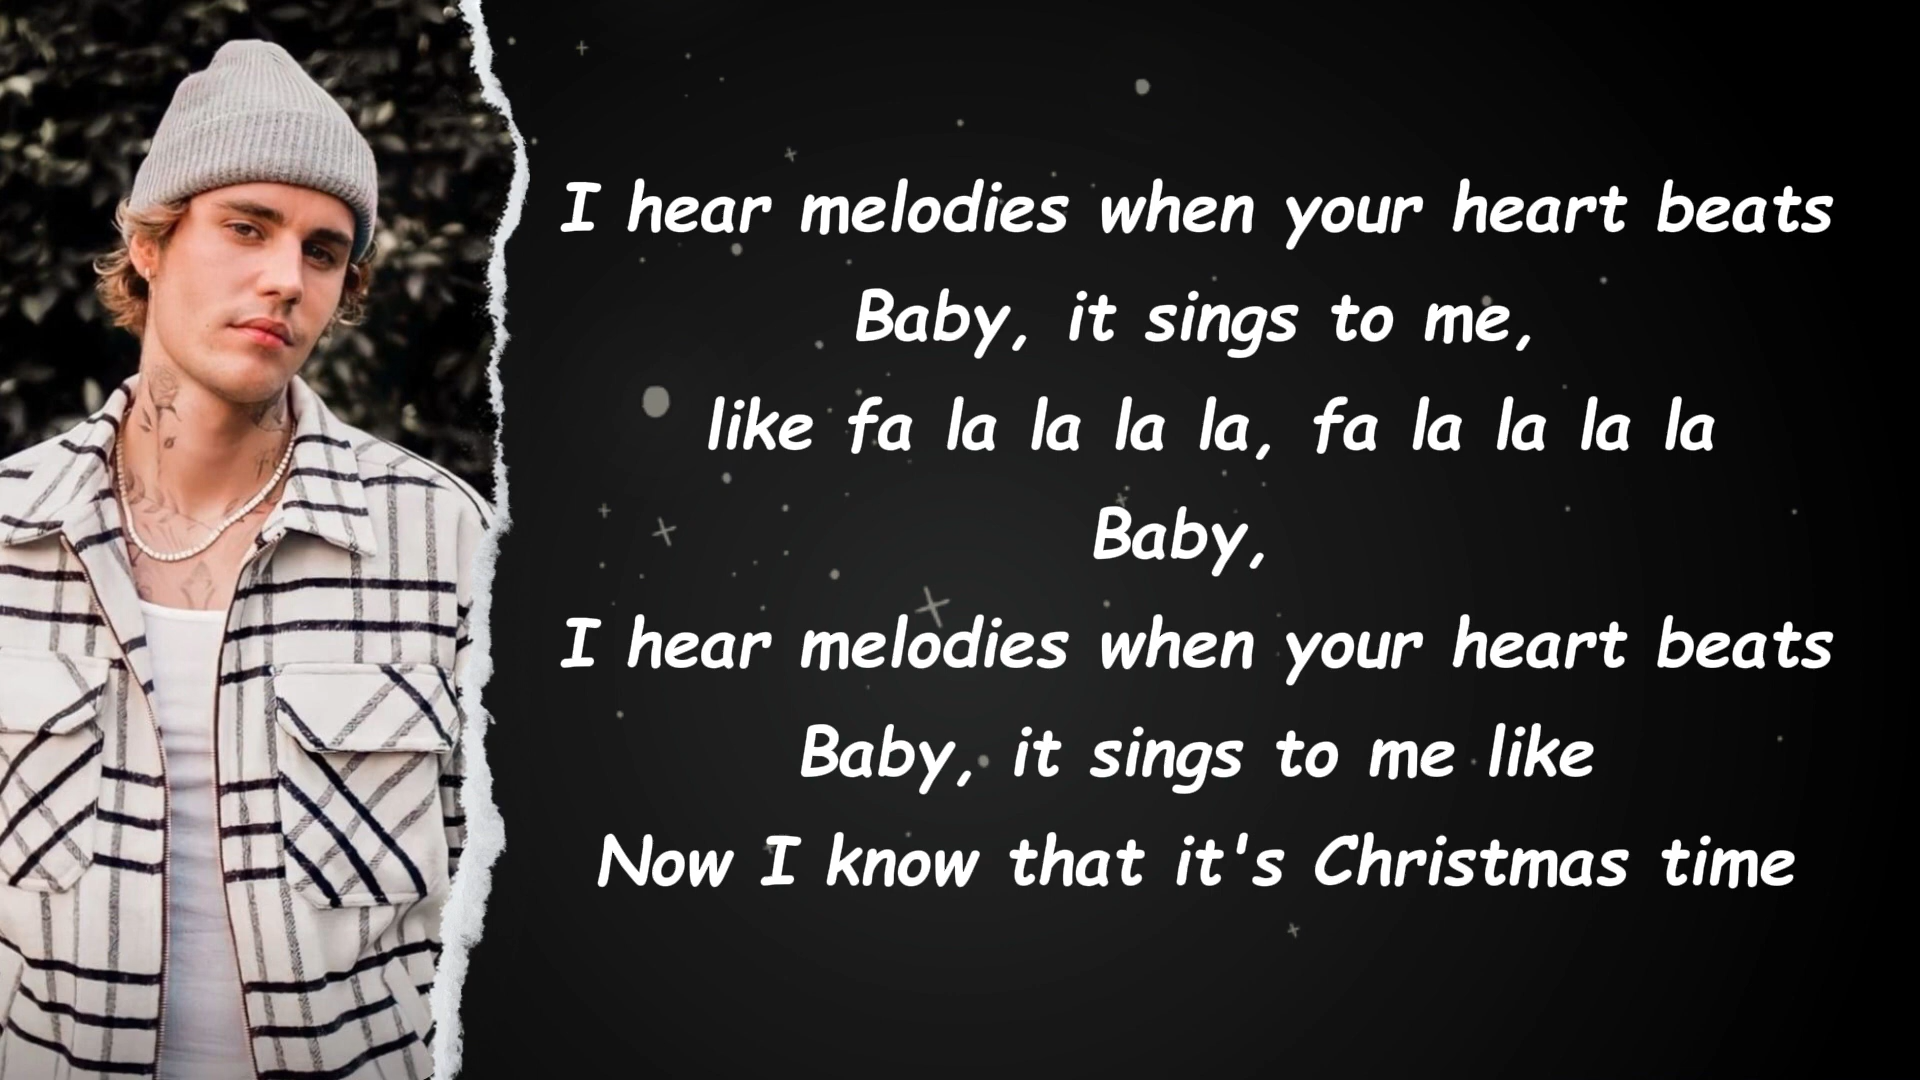 I hear melodies when your heart beats
Baby, it sings to me,
like fa la la la la, fa la la la la
Baby,
I hear melodies when your heart beats
Baby, it sings to me like
Now I know that it's Christmas time